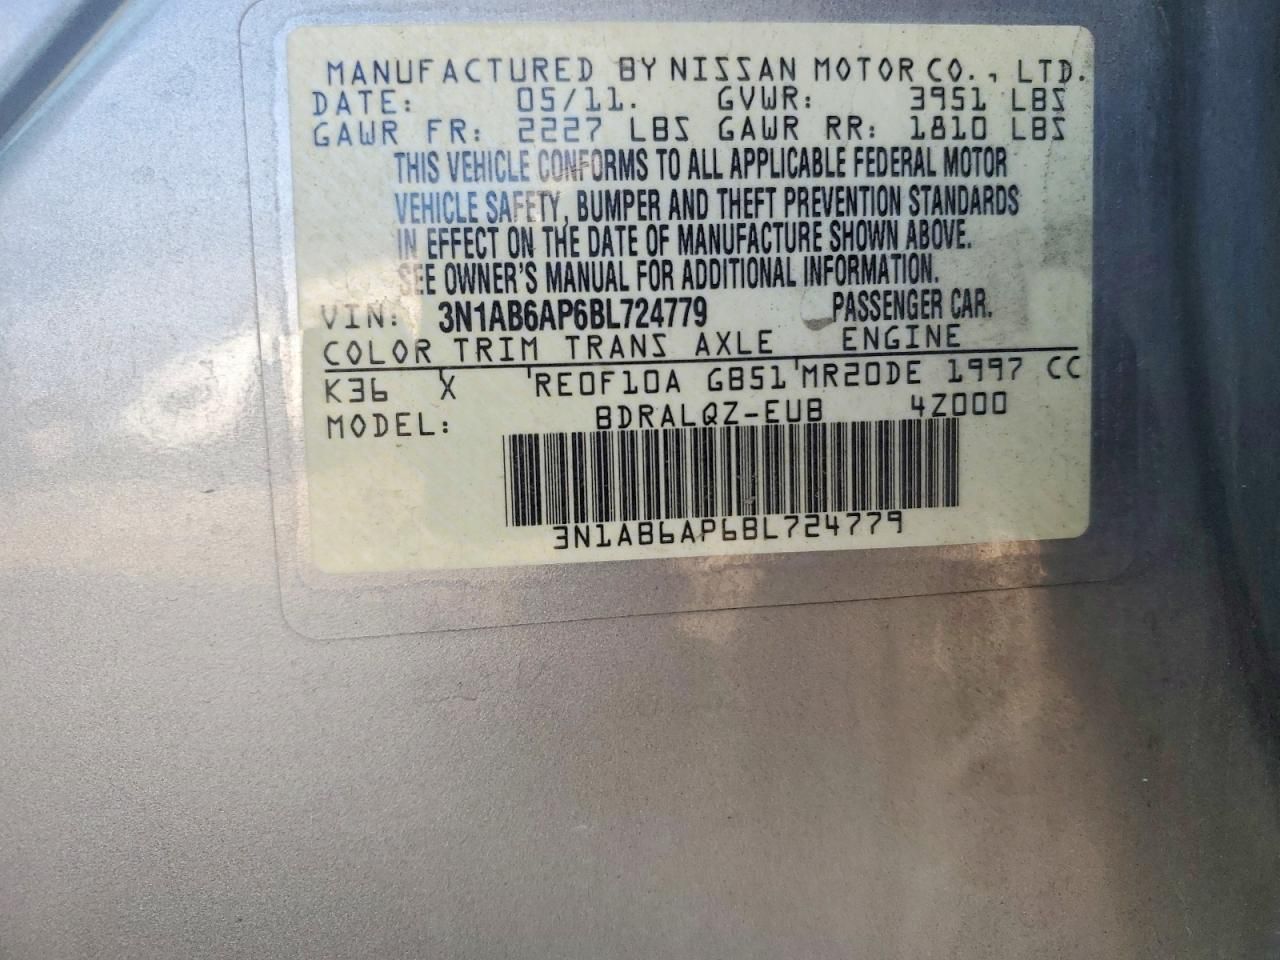 MANUFACTURED BY NISSAN MOTOR CO., LTD.
DATE: 05/11. GVWR: 3951 LBS
GAWR FR: 2227 LBS GAWR RR: 1810 LBS
THIS VEHICLE CONFORMS TO ALL APPLICABLE FEDERAL MOTOR
VEHICLE SAFETY, BUMPER AND THEFT PREVENTION STANDARDS
IN EFFECT ON THE DATE OF MANUFACTURE SHOWN ABOVE.
SEE OWNER'S MANUAL FOR ADDITIONAL INFORMATION.
VIN: 3N1AB6AP6BL724779 PASSENGER CAR.
COLOR TRIM TRANS AXLE ENGINE
K36 X RE0F10A GB51 MR20DE 1997 CC
MODEL: BDRALQZ-EUB 4Z000
3N1AB6AP6BL724779